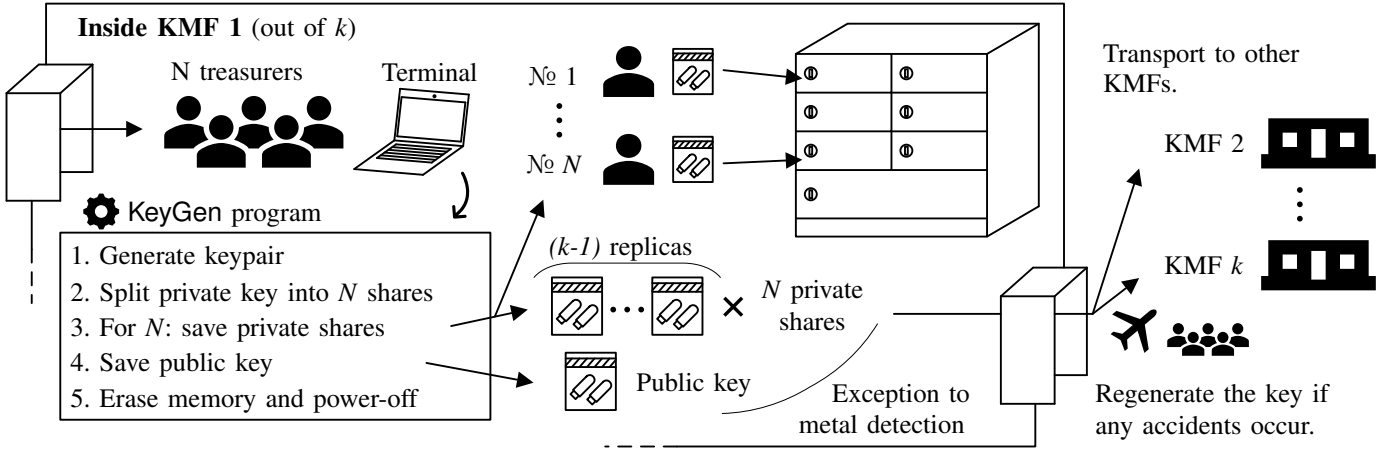 Inside KMF 1 (out of k)
N treasurers
Terminal
№ 1
№ N
KeyGen program
1. Generate keypair
2. Split private key into N shares
3. For N: save private shares
4. Save public key
5. Erase memory and power-off
(k-1) replicas
N private
shares
Public key
Exception to
metal detection
Transport to other
KMFs.
KMF 2
KMF k
Regenerate the key if
any accidents occur.